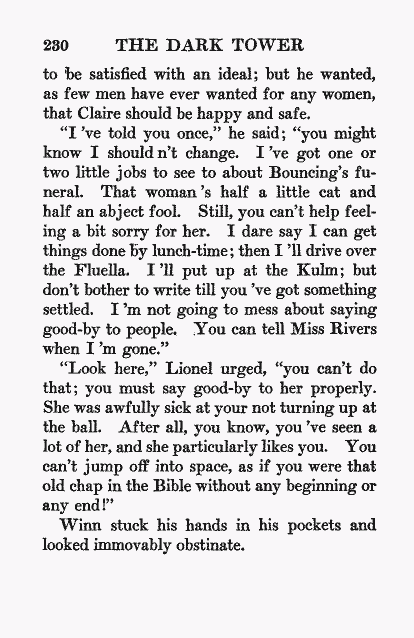 230 THE DARK TOWER
to be satisfied with an ideal; but he wanted,
as few men have ever wanted for any women,
that Claire should be happy and safe.
"I 've told you once," he said; "you might
know I should n't change. I 've got one or
two little jobs to see to about Bouncing's fu-
neral. That woman 's half a little cat and
half an abject fool. Still, you can't help feel-
ing a bit sorry for her. I dare say I can get
things done by lunch-time; then I 'll drive over
the Fluella. I 'll put up at the Kulm; but
don't bother to write till you 've got something
settled. I 'm not going to mess about saying
good-by to people. You can tell Miss Rivers
when I 'm gone."
"Look here," Lionel urged, "you can't do
that; you must say good-by to her properly.
She was awfully sick at your not turning up at
the ball. After all, you know, you 've seen a
lot of her, and she particularly likes you. You
can't jump off into space, as if you were that
old chap in the Bible without any beginning or
any end!"
Winn stuck his hands in his pockets and
looked immovably obstinate.